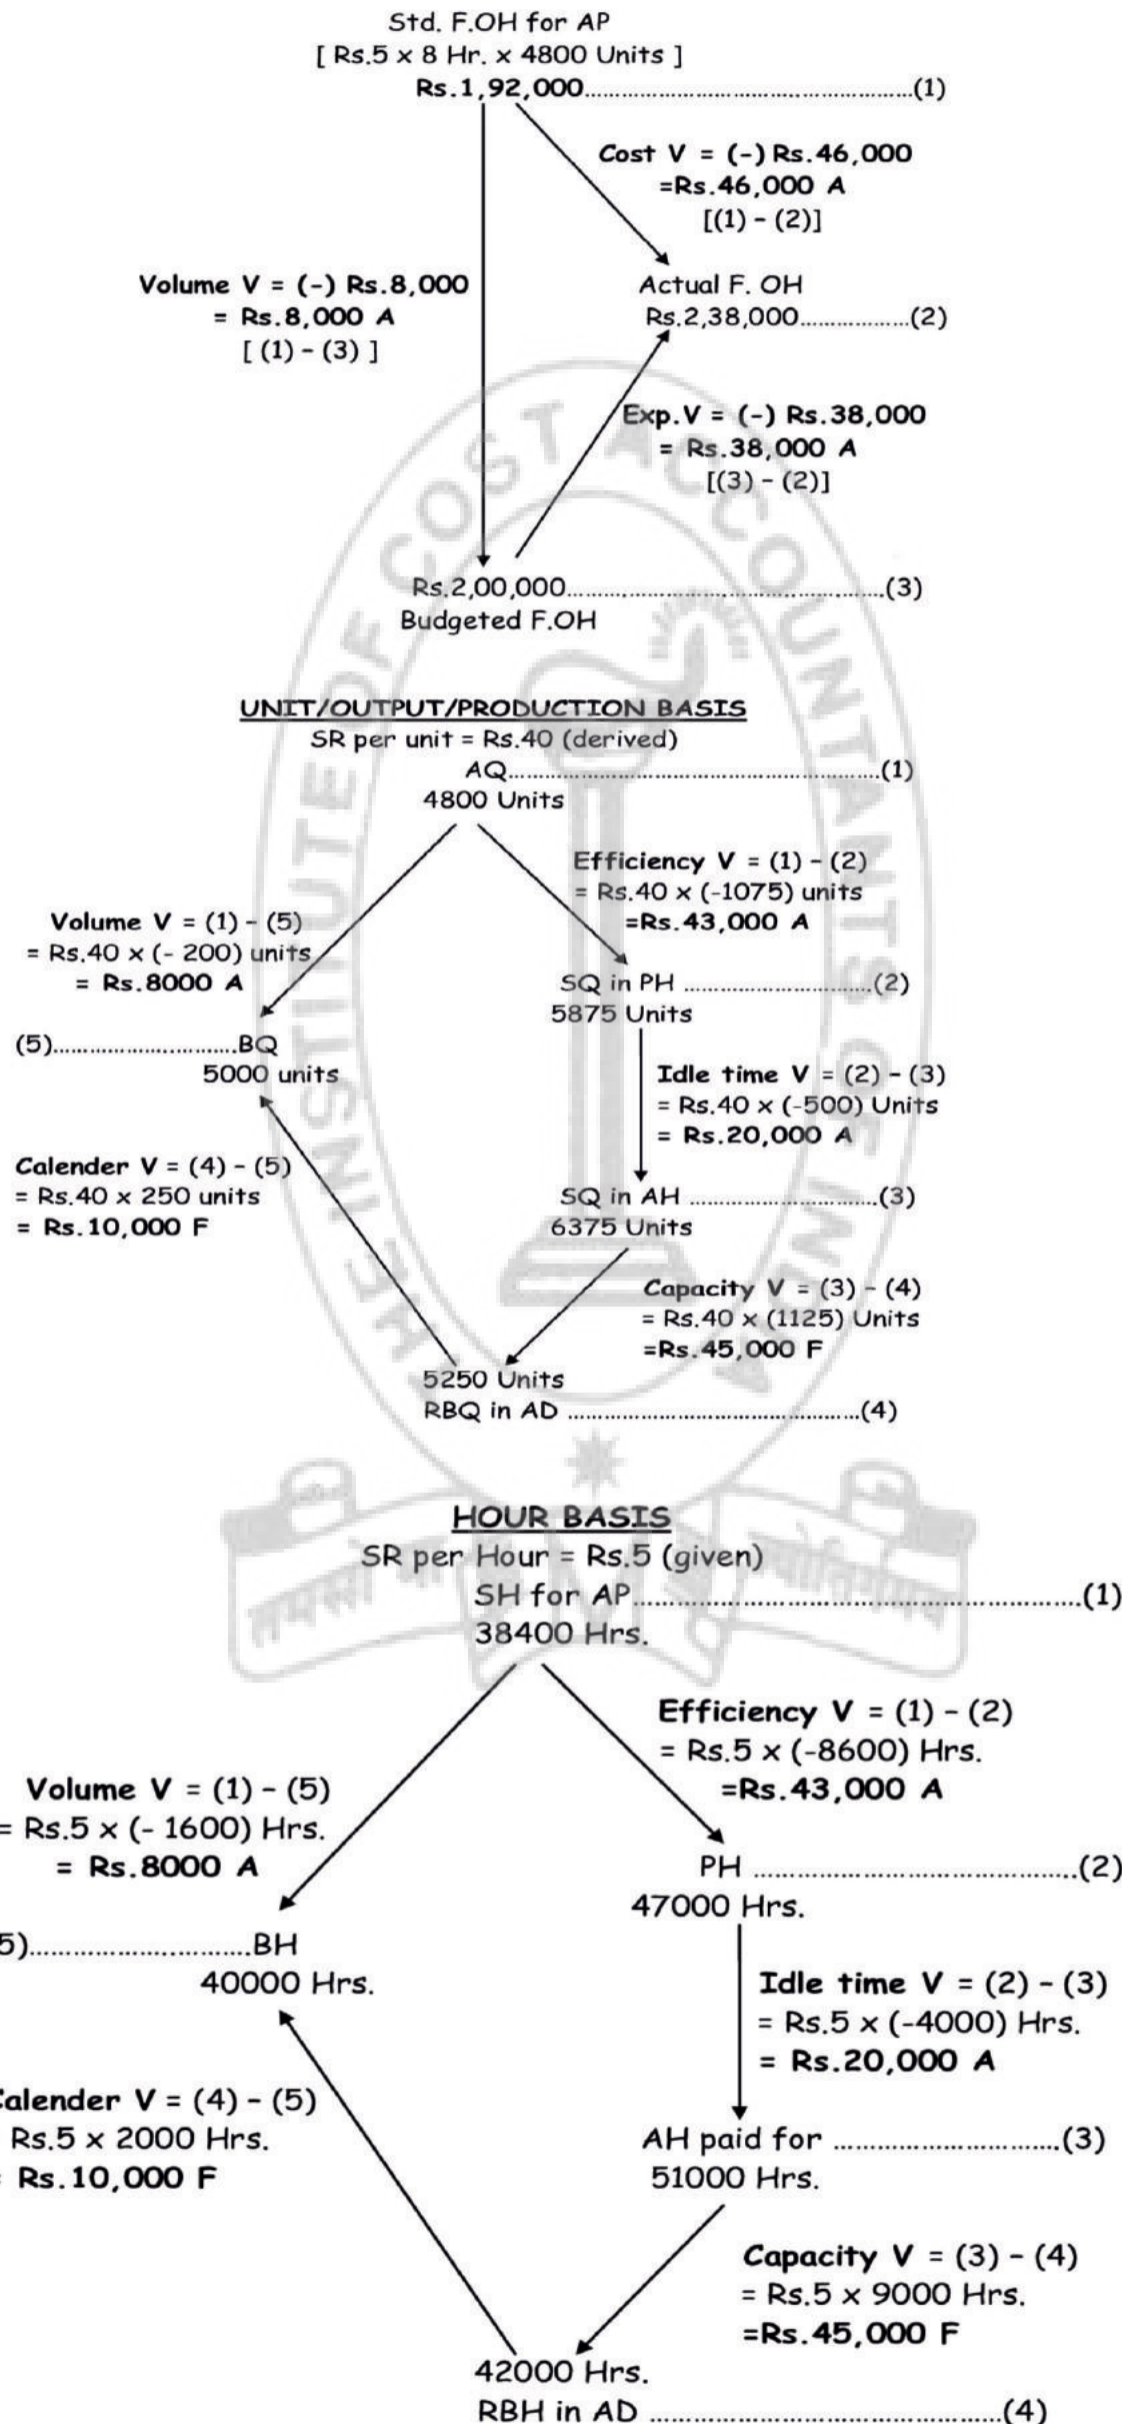 Std. F.OH for AP
[ Rs.5 x 8 Hr. x 4800 Units ]
Rs.1,92,000................................................(1)
Cost V = (-) Rs.46,000
=Rs.46,000 A
[(1) - (2)]
Volume V = (-) Rs.8,000
= Rs.8,000 A
[ (1) - (3) ]
Actual F. OH
Rs.2,38,000................(2)
Exp.V = (-) Rs.38,000
= Rs.38,000 A
[(3) - (2)]
Rs.2,00,000..............................................(3)
Budgeted F.OH
UNIT/OUTPUT/PRODUCTION BASIS
SR per unit = Rs.40 (derived)
AQ......................................................(1)
4800 Units
Efficiency V = (1) - (2)
= Rs.40 x (-1075) units
=Rs.43,000 A
Volume V = (1) - (5)
= Rs.40 x (- 200) units
= Rs.8000 A
SQ in PH ...........................(2)
5875 Units
(5)...........................BQ
5000 units
Idle time V = (2) - (3)
= Rs.40 x (-500) Units
= Rs.20,000 A
Calender V = (4) - (5)
= Rs.40 x 250 units
= Rs.10,000 F
SQ in AH ...........................(3)
6375 Units
Capacity V = (3) - (4)
= Rs.40 x (1125) Units
=Rs.45,000 F
5250 Units
RBQ in AD ..........................................(4)
HOUR BASIS
SR per Hour = Rs.5 (given)
SH for AP......................................................(1)
38400 Hrs.
Efficiency V = (1) - (2)
= Rs.5 x (-8600) Hrs.
=Rs.43,000 A
Volume V = (1) - (5)
= Rs.5 x (- 1600) Hrs.
= Rs.8000 A
PH ......................................(2)
47000 Hrs.
5)...........................BH
40000 Hrs.
Idle time V = (2) - (3)
= Rs.5 x (-4000) Hrs.
= Rs.20,000 A
Calender V = (4) - (5)
Rs.5 x 2000 Hrs.
= Rs.10,000 F
AH paid for ...........................(3)
51000 Hrs.
Capacity V = (3) - (4)
= Rs.5 x 9000 Hrs.
=Rs.45,000 F
42000 Hrs.
RBH in AD ..........................................(4)
THE INSTITUTE OF COST ACCOUNTANTS OF INDIA